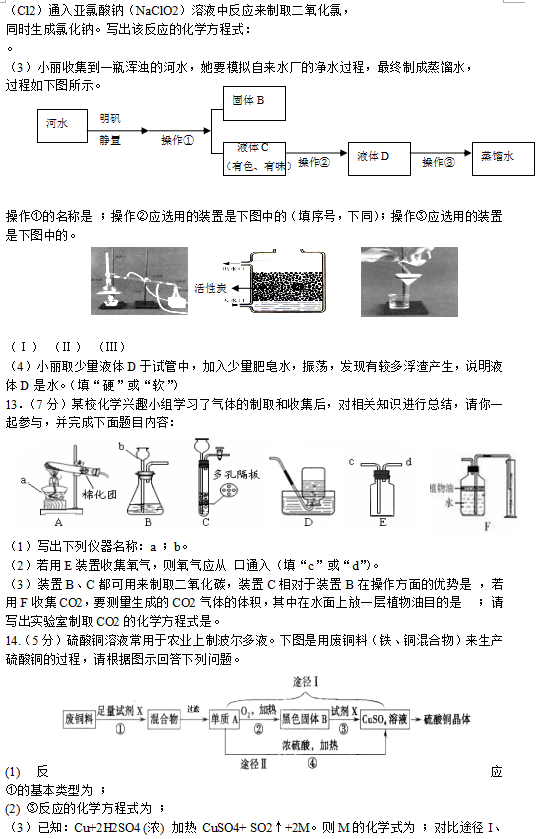 （Cl2）通入亚氯酸钠（NaClO2）溶液中反应来制取二氧化氯，
同时生成氯化钠。写出该反应的化学方程式：
。
（3）小丽收集到一瓶浑浊的河水，她要模拟自来水厂的净水过程，最终制成蒸馏水，
过程如下图所示。
河水
明矾
静置
操作①
固体B
液体C
（有色、有味）
操作②
液体D
操作③
蒸馏水
操作①的名称是 ；操作②应选用的装置是下图中的（填序号，下同）；操作③应选用的装置
是下图中的。
活性炭
（Ⅰ） （Ⅱ） （Ⅲ）
（4）小丽取少量液体D于试管中，加入少量肥皂水，振荡，发现有较多浮渣产生，说明液
体D是水。（填“硬”或“软”）
13．（7分）某校化学兴趣小组学习了气体的制取和收集后，对相关知识进行总结，请你一
起参与，并完成下面题目内容：
a
棉花团
A
b
B
多孔隔板
C
D
c
d
E
植物油
水
F
（1）写出下列仪器名称：a ；b。
（2）若用E装置收集氧气，则氧气应从 口通入（填“c”或“d”）。
（3）装置B、C都可用来制取二氧化碳，装置C相对于装置B在操作方面的优势是 ，若
用F收集CO2，要测量生成的CO2气体的体积，其中在水面上放一层植物油目的是 ；请
写出实验室制取CO2的化学方程式是。
14．（5分）硫酸铜溶液常用于农业上制波尔多液。下图是用废铜料（铁、铜混合物）来生产
硫酸铜的过程，请根据图示回答下列问题。
途径Ⅰ
废铜料
足量试剂X
①
混合物
过滤
单质A
O2，加热
②
黑色固体B
试剂X
③
CuSO4溶液
硫酸铜晶体
浓硫酸，加热
途径Ⅱ
④
(1) 反 应
①的基本类型为 ；
(2) ③反应的化学方程式为 ；
（3）已知：Cu+2H2SO4 (浓) 加热 CuSO4+ SO2↑+2M。则M的化学式为 ；对比途径Ⅰ、